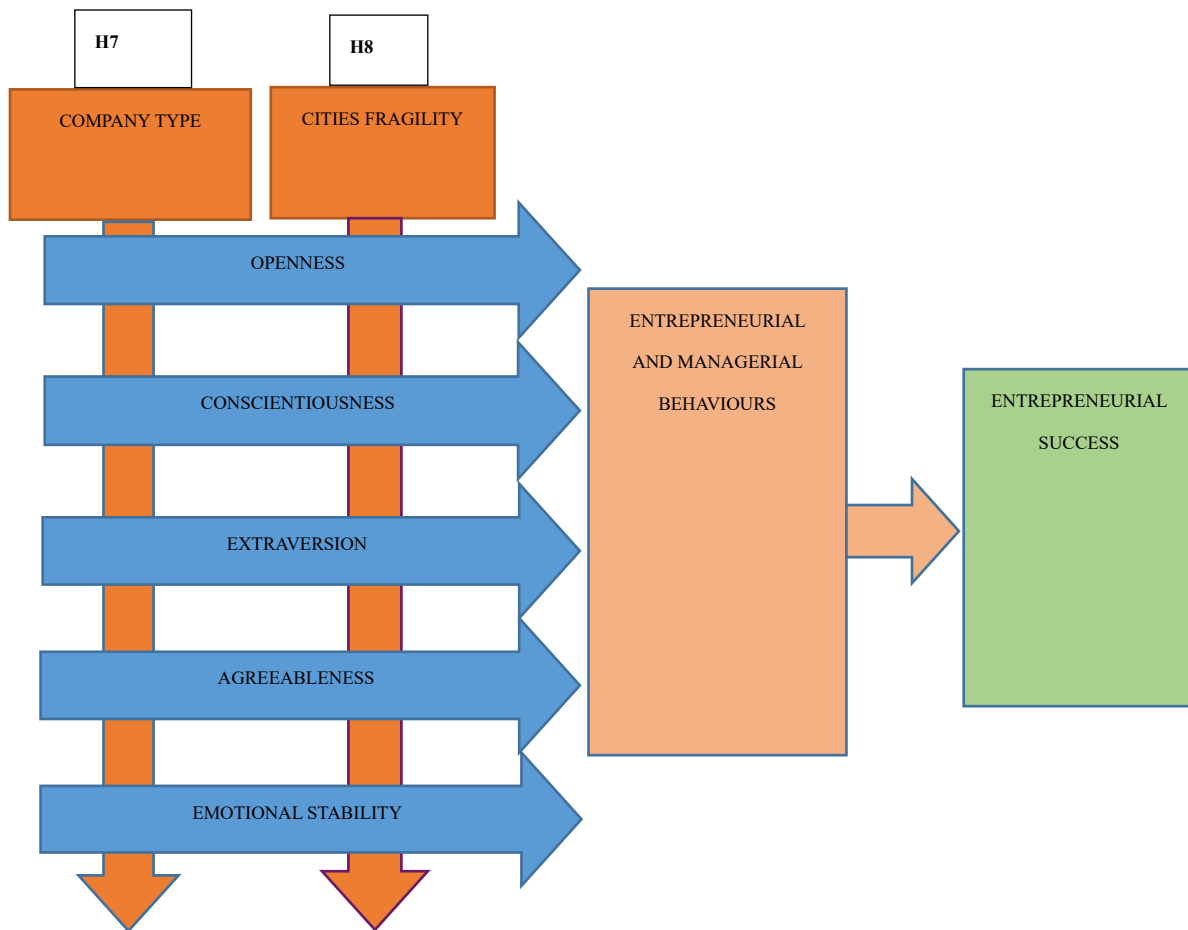 H7
H8
COMPANY TYPE
CITIES FRAGILITY
OPENNESS
CONSCIENTIOUSNESS
EXTRAVERSION
AGREEABLENESS
EMOTIONAL STABILITY
ENTREPRENEURIAL
AND MANAGERIAL
BEHAVIOURS
ENTREPRENEURIAL
SUCCESS